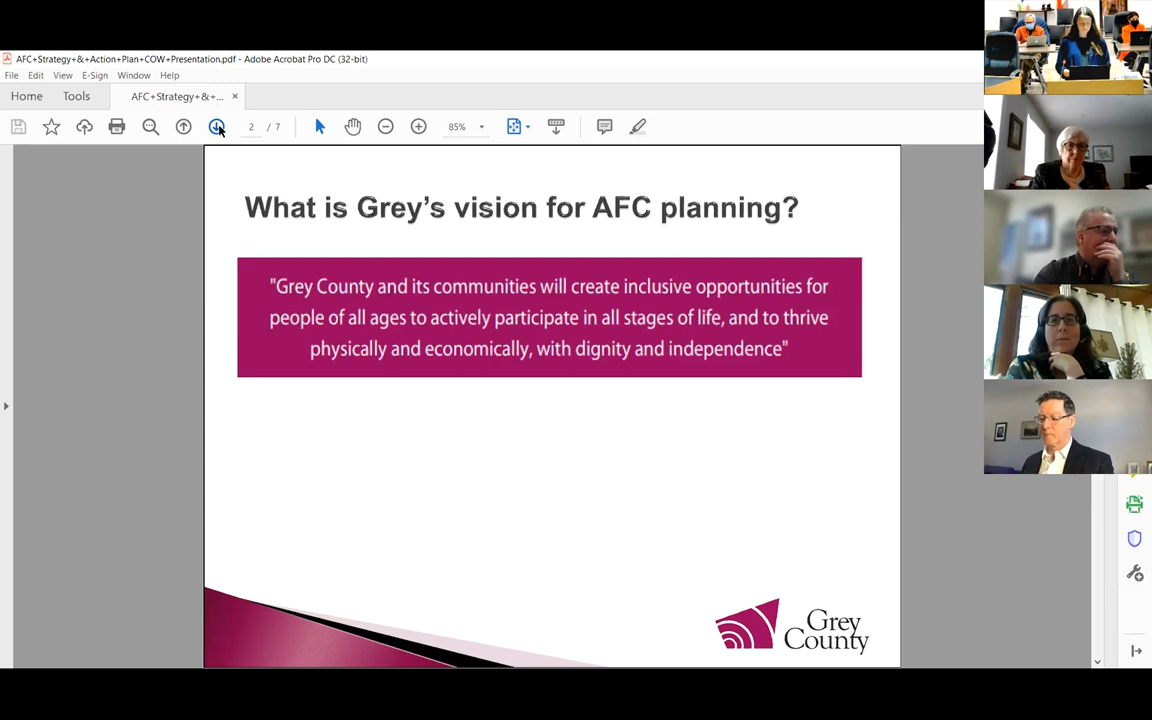 AFC+Strategy+&+Action+Plan+COW+Presentation.pdf - Adobe Acrobat Pro DC (32-bit)
File Edit View E-Sign Window Help
Home Tools AFC+Strategy+&+... ×
2 / 7 85%
What is Grey's vision for AFC planning?
"Grey County and its communities will create inclusive opportunities for
people of all ages to actively participate in all stages of life, and to thrive
physically and economically, with dignity and independence"
Grey
County